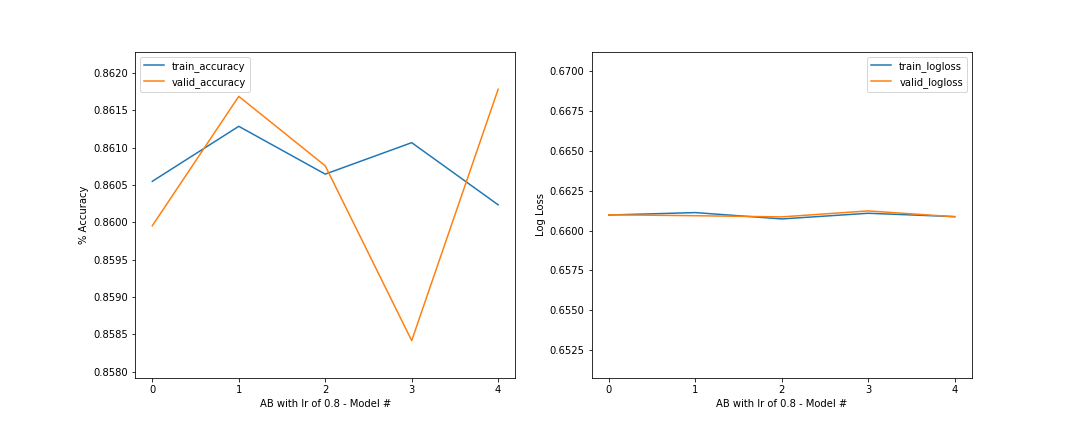 train_accuracy
valid_accuracy
0.8620
0.8615
0.8610
0.8605
0.8600
0.8595
0.8590
0.8585
0.8580
% Accuracy
0 1 2 3 4
AB with lr of 0.8 - Model #
train_logloss
valid_logloss
0.6700
0.6675
0.6650
0.6625
0.6600
0.6575
0.6550
0.6525
Log Loss
0 1 2 3 4
AB with lr of 0.8 - Model #